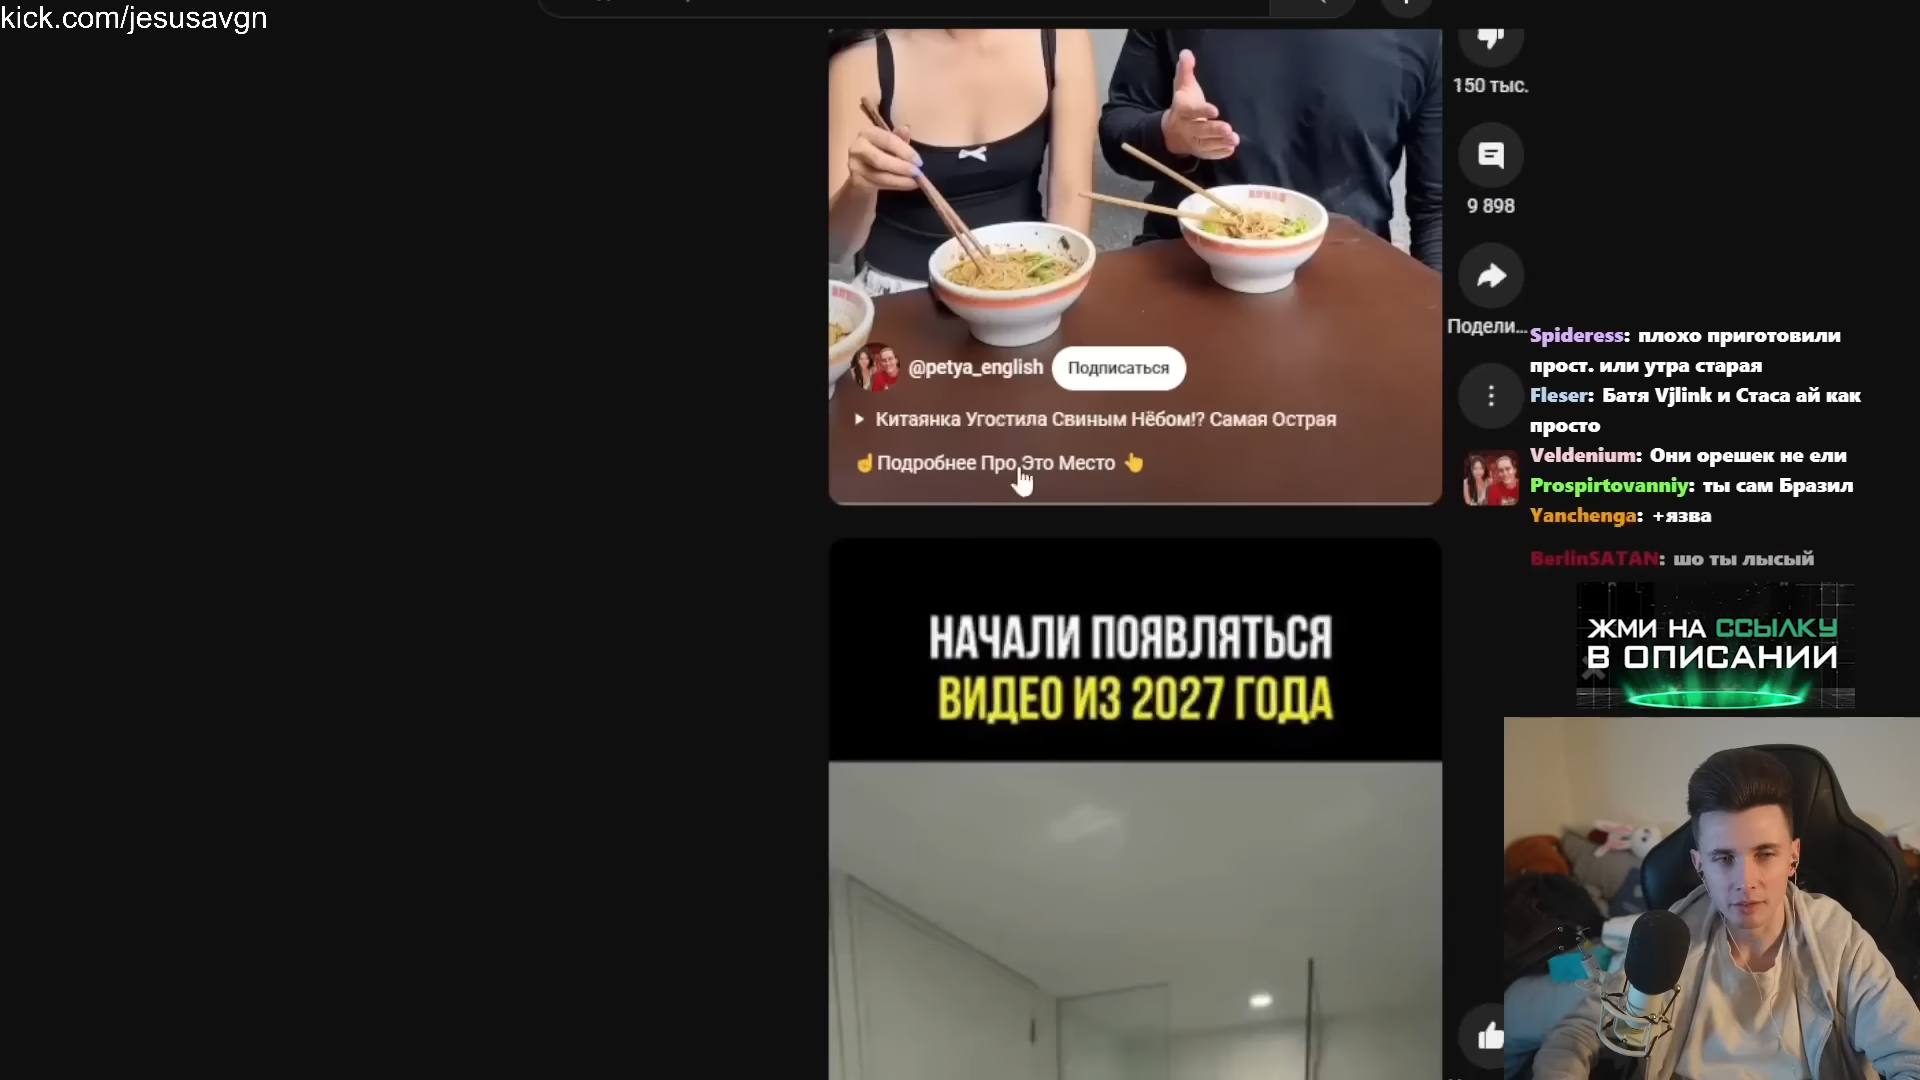 kick.com/jesusavgn
150 тыс.
9 898
Подели...
@petya_english
Подписаться
Китаянка Угостила Свиным Нёбом!? Самая Острая
☝Подробнее Про Это Место 👆
Spideress: плохо приготовили
прост. или утра старая
Fleser: Батя Vjlink и Стаса ай как
просто
Veldenium: Они орешек не ели
Prospirtovanniy: ты сам Бразил
Yanchenga: +язва
BerlinSATAN: шо ты лысый
ЖМИ НА ССЫЛКУ
В ОПИСАНИИ
НАЧАЛИ ПОЯВЛЯТЬСЯ
ВИДЕО ИЗ 2027 ГОДА